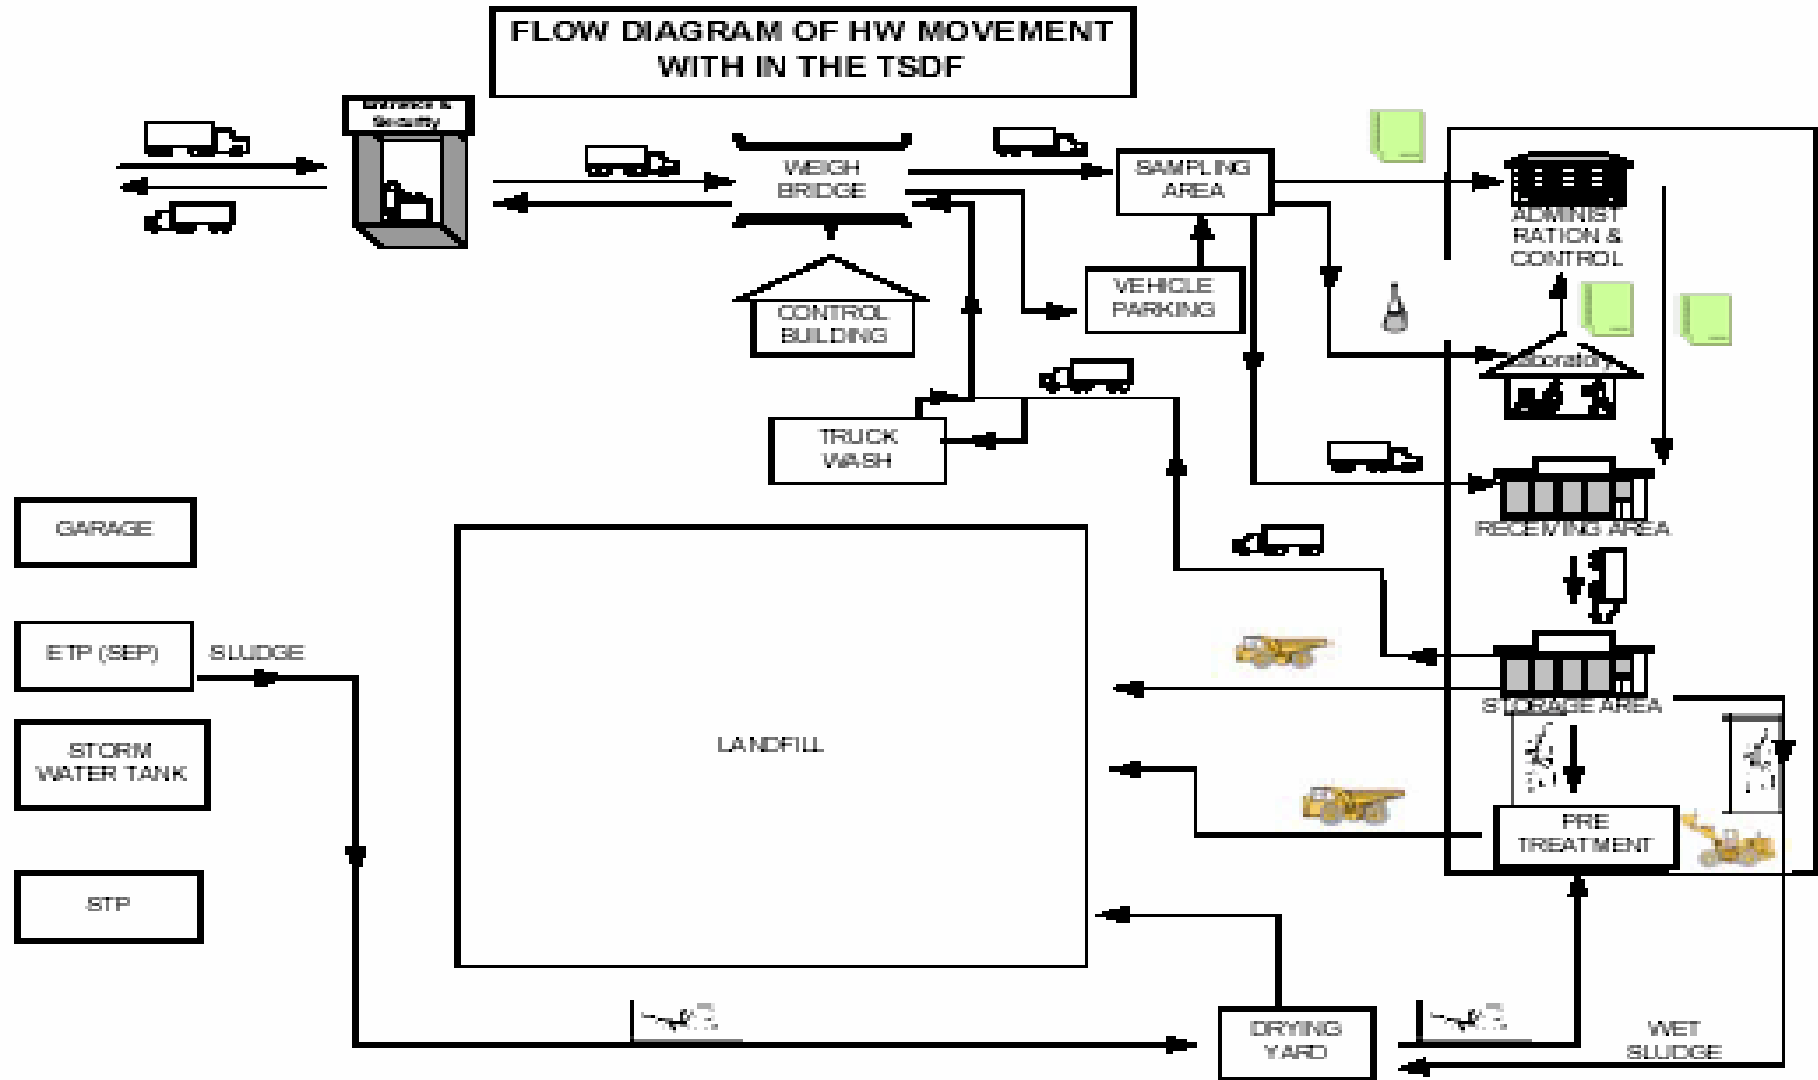 FLOW DIAGRAM OF HW MOVEMENT
WITH IN THE TSDF
Entrance &
Security
WEIGH
BRIDGE
SAMPLING
AREA
ADMINIST
RATION &
CONTROL
CONTROL
BUILDING
VEHICLE
PARKING
Laboratory
TRUCK
WASH
RECEIVING AREA
GARAGE
ETP (SEP)
SLUDGE
STORAGE AREA
STORM
WATER TANK
LANDFILL
PRE
TREATMENT
STP
DRYING
YARD
WET
SLUDGE